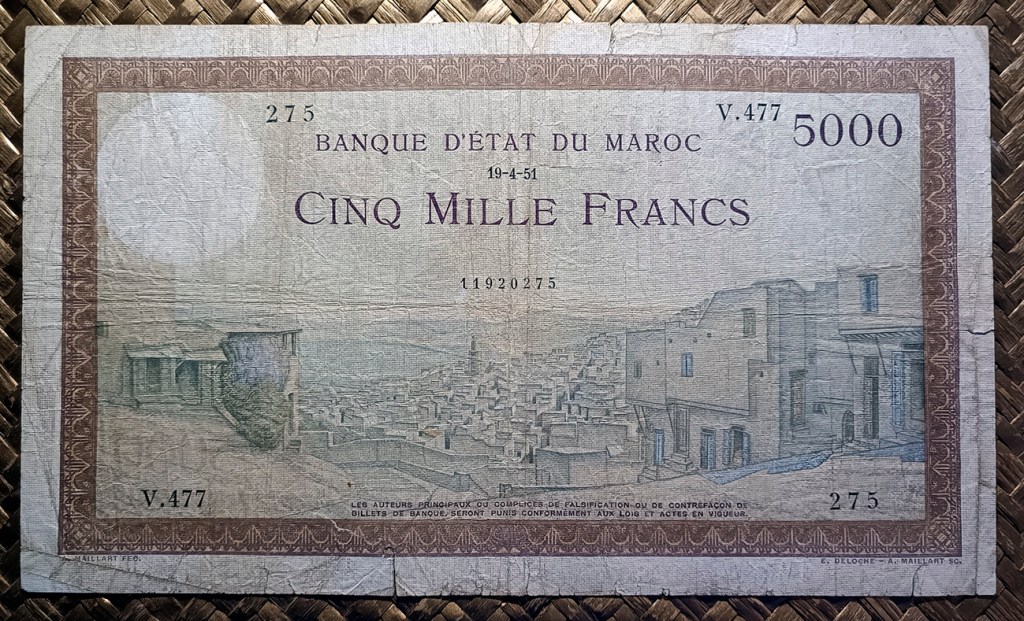 275
V.477
5000
BANQUE D'ÉTAT DU MAROC
19-4-51
CINQ MILLE FRANCS
11920275
V.477
275
LES AUTEURS PRINCIPAUX OU COMPLICES DE FALSIFICATION OU DE CONTREFAÇON DE
BILLETS DE BANQUE, SERONT PUNIS CONFORMÉMENT AUX LOIS ET ACTES EN VIGUEUR.
MAILLART FEC.
E. DELOCHE – A. MAILLART SC.